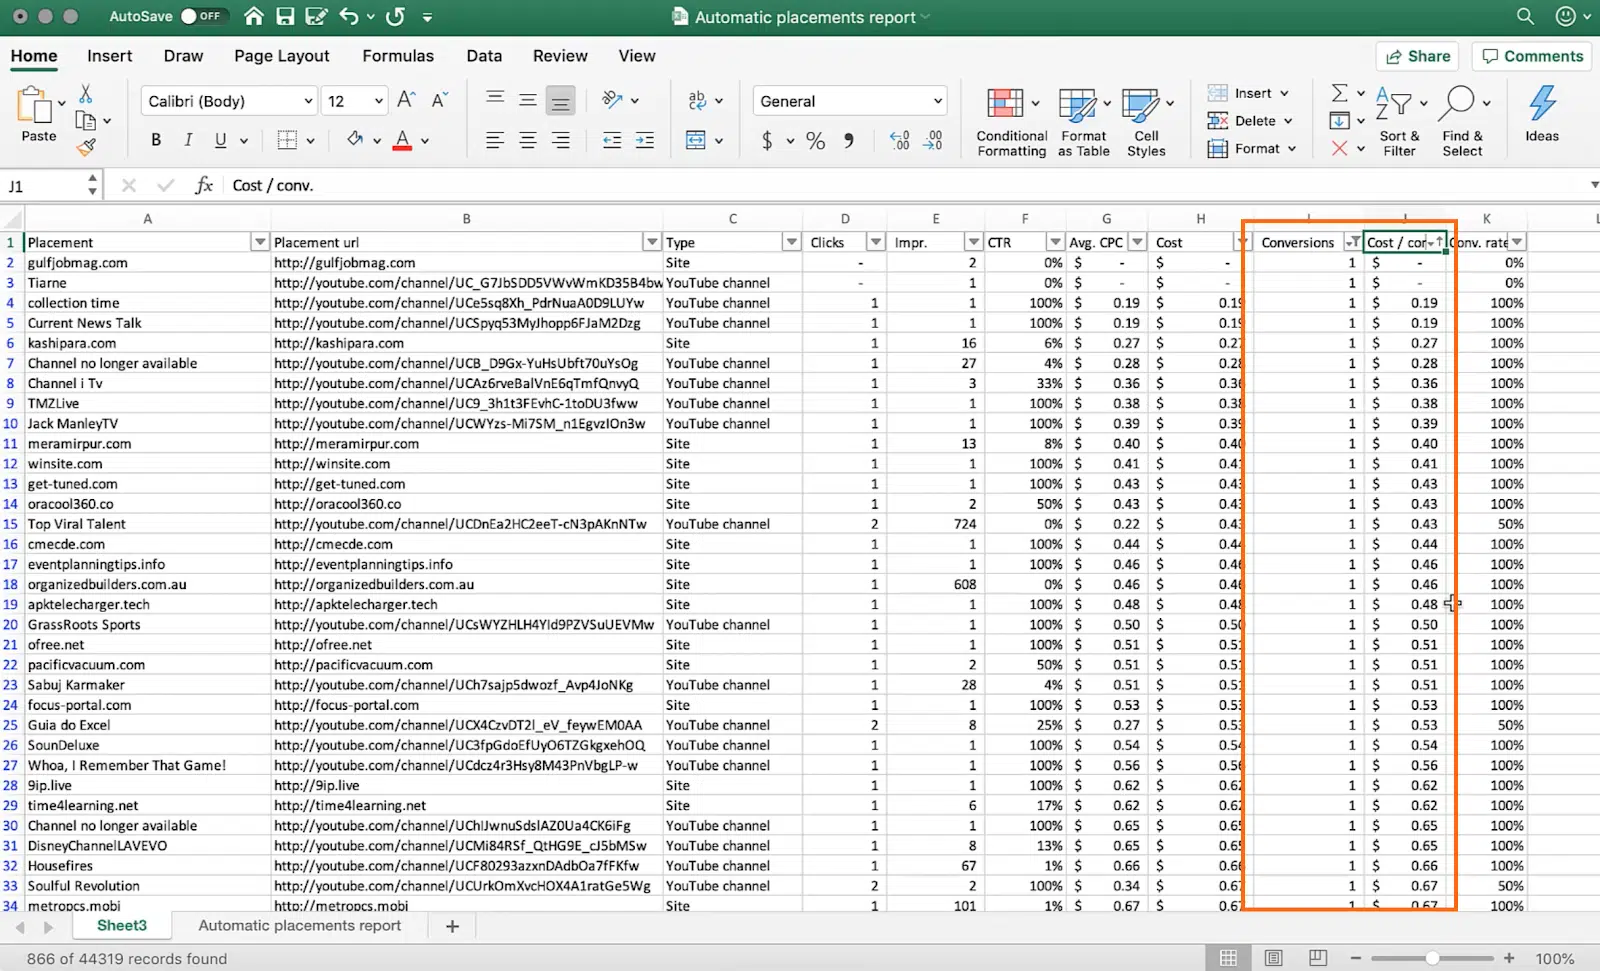 AutoSave OFF Automatic placements report
Home Insert Draw Page Layout Formulas Data Review View Share Comments
Paste Calibri (Body) 12 General Conditional Formatting Format as Table Cell Styles Insert Delete Format Sort & Filter Find & Select Ideas
B I U A $ %
J1 fx Cost / conv.
A B C D E F G H K
1 Placement Placement url Type Clicks Impr. CTR Avg. CPC Cost Conversions Cost / cor Conv. rate
2 gulfjobmag.com http://gulfjobmag.com Site - 2 0% $ - $ - 1 $ - 0%
3 Tiarne http://youtube.com/channel/UC_G7JbSDD5VWvWmKD35B4bw YouTube channel - 1 0% $ - $ - 1 $ - 0%
4 collection time http://youtube.com/channel/UCe5sq8Xh_PdrNuaA0D9LUYw YouTube channel 1 1 100% $ 0.19 $ 0.19 1 $ 0.19 100%
5 Current News Talk http://youtube.com/channel/UCSpyq53MyJhopp6FJaM2Dzg YouTube channel 1 1 100% $ 0.19 $ 0.19 1 $ 0.19 100%
6 kashipara.com http://kashipara.com Site 1 16 6% $ 0.27 $ 0.27 1 $ 0.27 100%
7 Channel no longer available http://youtube.com/channel/UCB_D9Gx-YuHsUbft70uYsOg YouTube channel 1 27 4% $ 0.28 $ 0.28 1 $ 0.28 100%
8 Channel i Tv http://youtube.com/channel/UCAz6rveBalVnE6qTmfQnvyQ YouTube channel 1 3 33% $ 0.36 $ 0.36 1 $ 0.36 100%
9 TMZLive http://youtube.com/channel/UC9_3h1t3FEvhC-1toDU3fww YouTube channel 1 1 100% $ 0.38 $ 0.38 1 $ 0.38 100%
10 Jack ManleyTV http://youtube.com/channel/UCWYzs-Mi7SM_n1EgvzIOn3w YouTube channel 1 1 100% $ 0.39 $ 0.39 1 $ 0.39 100%
11 meramirpur.com http://meramirpur.com Site 1 13 8% $ 0.40 $ 0.40 1 $ 0.40 100%
12 winsite.com http://winsite.com Site 1 1 100% $ 0.41 $ 0.41 1 $ 0.41 100%
13 get-tuned.com http://get-tuned.com Site 1 1 100% $ 0.43 $ 0.43 1 $ 0.43 100%
14 oracool360.co http://oracool360.co Site 1 2 50% $ 0.43 $ 0.43 1 $ 0.43 100%
15 Top Viral Talent http://youtube.com/channel/UCDnEa2HC2eeT-cN3pAKnNTw YouTube channel 2 724 0% $ 0.22 $ 0.43 1 $ 0.43 50%
16 cmecde.com http://cmecde.com Site 1 1 100% $ 0.44 $ 0.44 1 $ 0.44 100%
17 eventplanningtips.info http://eventplanningtips.info Site 1 1 100% $ 0.46 $ 0.46 1 $ 0.46 100%
18 organizedbuilders.com.au http://organizedbuilders.com.au Site 1 608 0% $ 0.46 $ 0.46 1 $ 0.46 100%
19 apktelecharger.tech http://apktelecharger.tech Site 1 1 100% $ 0.48 $ 0.48 1 $ 0.48 100%
20 GrassRoots Sports http://youtube.com/channel/UCsWYZHLH4Yld9PZVSuUEVMw YouTube channel 1 1 100% $ 0.50 $ 0.50 1 $ 0.50 100%
21 ofree.net http://ofree.net Site 1 1 100% $ 0.51 $ 0.51 1 $ 0.51 100%
22 pacificvacuum.com http://pacificvacuum.com Site 1 2 50% $ 0.51 $ 0.51 1 $ 0.51 100%
23 Sabuj Karmaker http://youtube.com/channel/UCh7sajp5dwozf_Avp4JoNKg YouTube channel 1 28 4% $ 0.51 $ 0.51 1 $ 0.51 100%
24 focus-portal.com http://focus-portal.com Site 1 1 100% $ 0.53 $ 0.53 1 $ 0.53 100%
25 Guia do Excel http://youtube.com/channel/UCX4CzvDT2l_eV_feywEM0AA YouTube channel 2 8 25% $ 0.27 $ 0.53 1 $ 0.53 50%
26 SounDeluxe http://youtube.com/channel/UC3fpGdoEfUyO6TZGkgxehOQ YouTube channel 1 1 100% $ 0.54 $ 0.54 1 $ 0.54 100%
27 Whoa, I Remember That Game! http://youtube.com/channel/UCdcz4r3Hsy8M43PnVbgLP-w YouTube channel 1 1 100% $ 0.56 $ 0.56 1 $ 0.56 100%
28 9ip.live http://9ip.live Site 1 1 100% $ 0.62 $ 0.62 1 $ 0.62 100%
29 time4learning.net http://time4learning.net Site 1 6 17% $ 0.62 $ 0.62 1 $ 0.62 100%
30 Channel no longer available http://youtube.com/channel/UChIJwnuSdslAZ0Ua4CK6iFg YouTube channel 1 1 100% $ 0.65 $ 0.65 1 $ 0.65 100%
31 DisneyChannelLAVEVO http://youtube.com/channel/UCMi84RSf_QtHG9E_cJ5bMSw YouTube channel 1 8 13% $ 0.65 $ 0.65 1 $ 0.65 100%
32 Housefires http://youtube.com/channel/UCF80293azxnDAdbOa7fFKfw YouTube channel 1 67 1% $ 0.66 $ 0.66 1 $ 0.66 100%
33 Soulful Revolution http://youtube.com/channel/UCUrkOmXvcHOX4A1ratGe5Wg YouTube channel 2 2 100% $ 0.34 $ 0.67 1 $ 0.67 50%
34 metropcs.mobi http://metropcs.mobi Site 1 101 1% $ 0.67 $ 0.67 1 $ 0.67 100%
Sheet3 Automatic placements report
866 of 44319 records found 100%